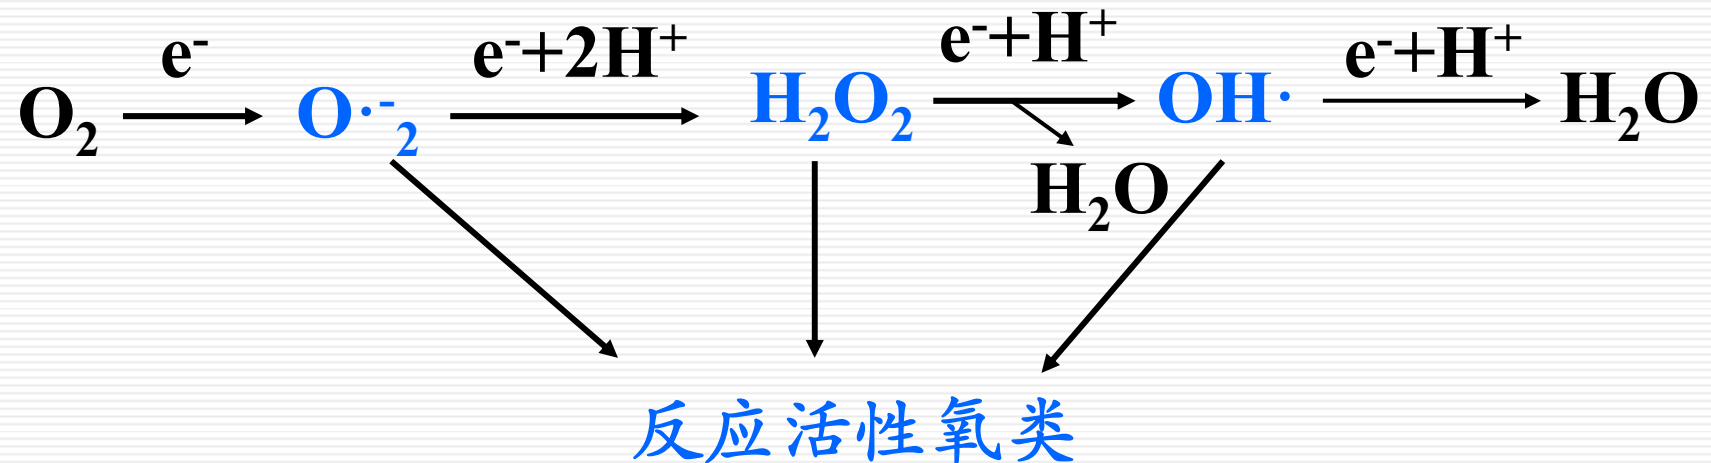 e⁻ e⁻+2H⁺ e⁻+H⁺ e⁻+H⁺
O₂ O·⁻₂ H₂O₂ OH· H₂O
H₂O
反应活性氧类